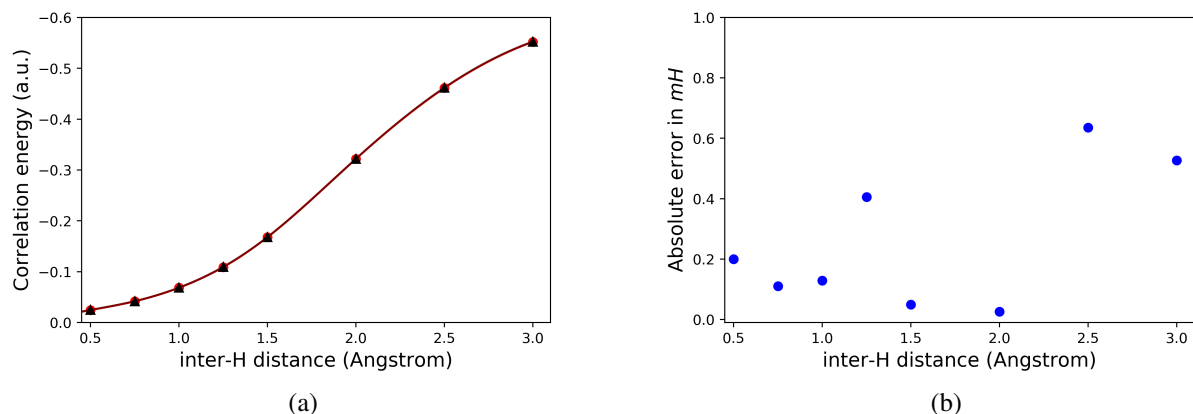 −0.6
−0.5
−0.4
−0.3
−0.2
−0.1
0.0
Correlation energy (a.u.)
0.5 1.0 1.5 2.0 2.5 3.0
inter-H distance (Angstrom)
(a)
1.0
0.8
0.6
0.4
0.2
0.0
Absolute error in mH
0.5 1.0 1.5 2.0 2.5 3.0
inter-H distance (Angstrom)
(b)